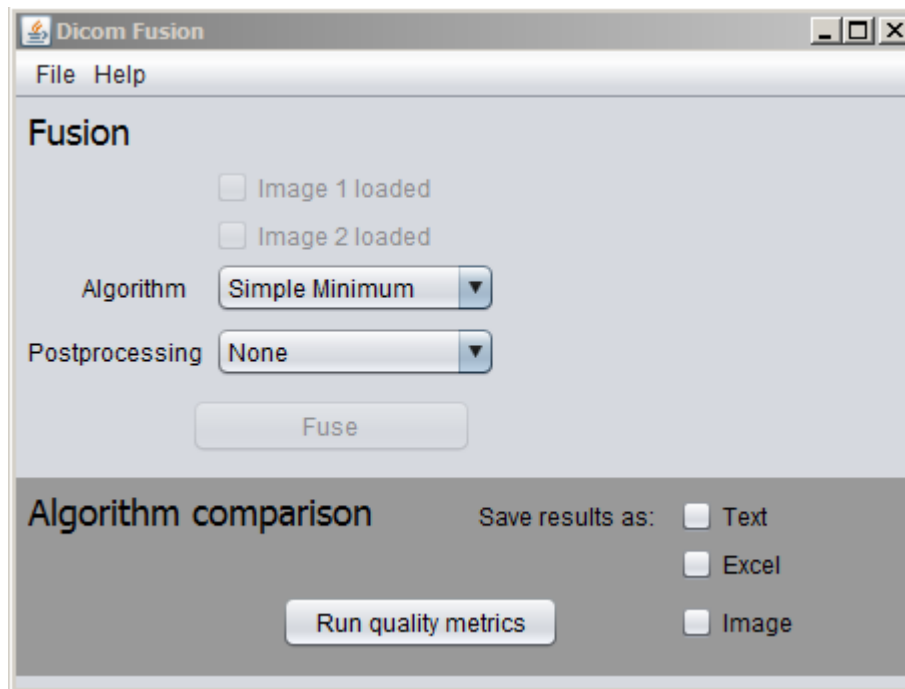 Dicom Fusion
File Help
Fusion
Image 1 loaded
Image 2 loaded
Algorithm Simple Minimum
Postprocessing None
Fuse
Algorithm comparison Save results as: Text
Excel
Run quality metrics Image